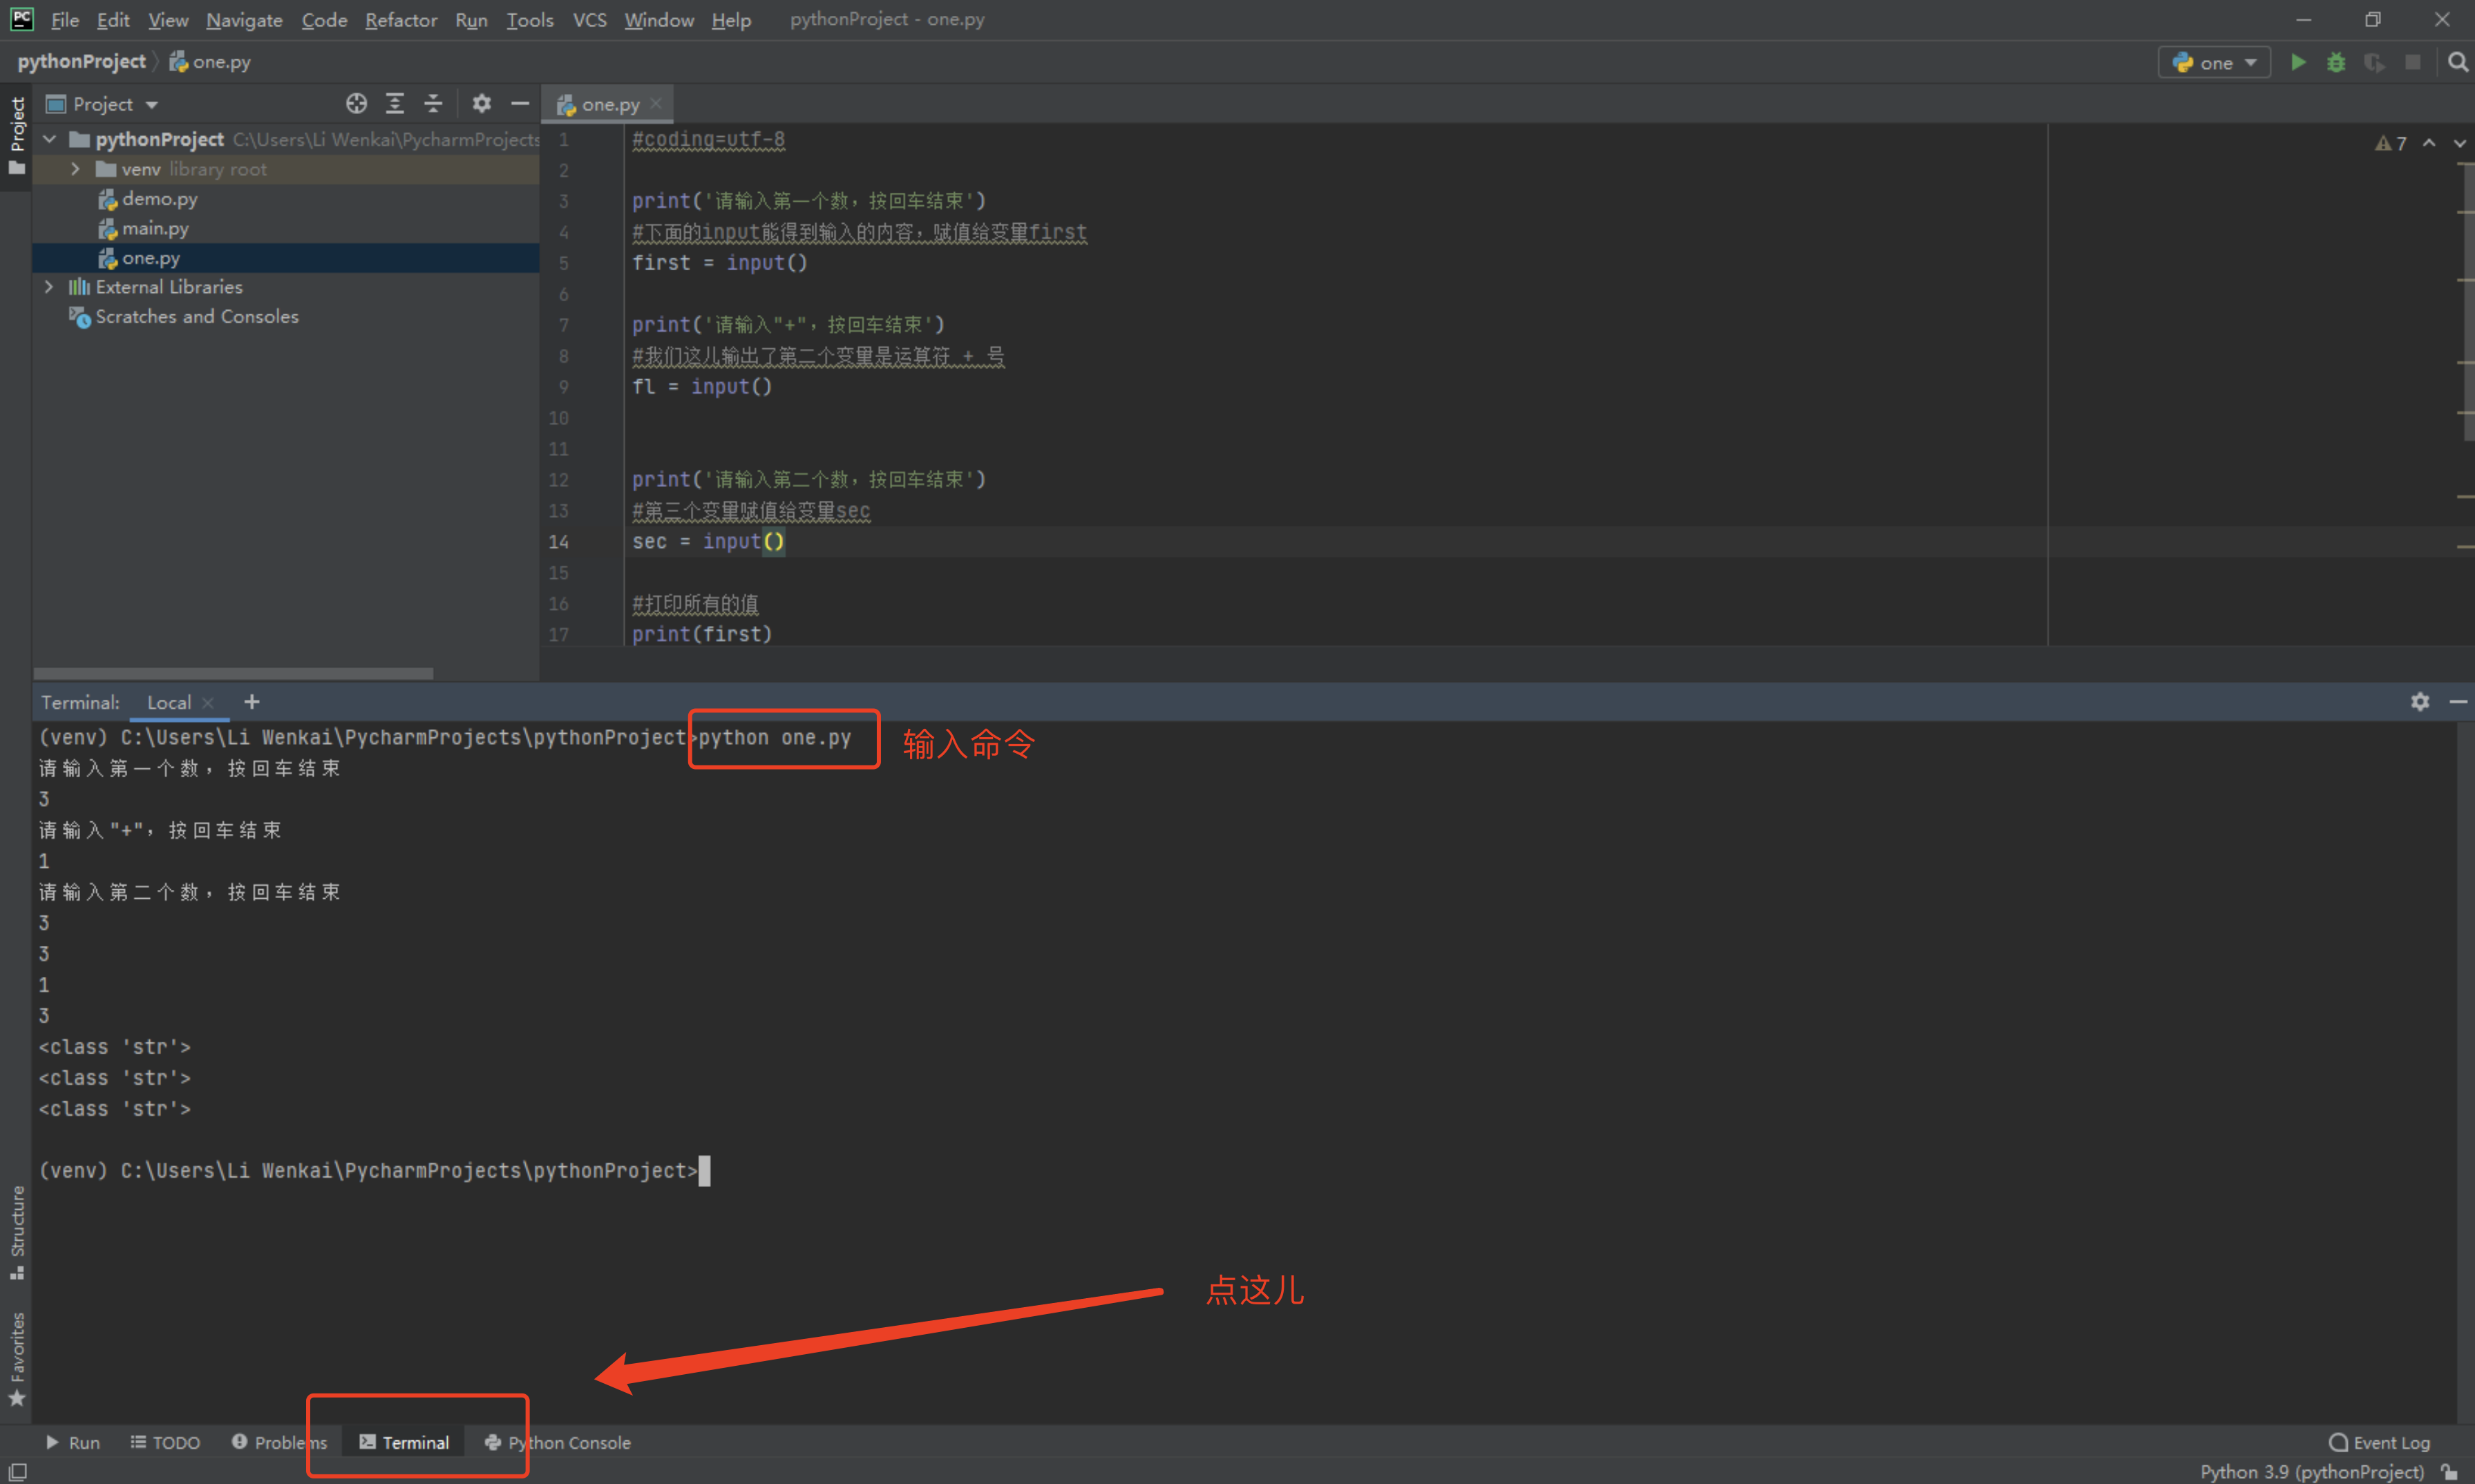 PC File Edit View Navigate Code Refactor Run Tools VCS Window Help pythonProject - one.py
pythonProject one.py
one
Project
Project
one.py
pythonProject C:\Users\Li Wenkai\PycharmProjects
venv library root
demo.py
main.py
one.py
External Libraries
Scratches and Consoles
7
1 #coding=utf-8
2
3 print('请输入第一个数，按回车结束')
4 #下面的input能得到输入的内容，赋值给变量first
5 first = input()
6
7 print('请输入"+"，按回车结束')
8 #我们这儿输出了第二个变量是运算符 + 号
9 fl = input()
10
11
12 print('请输入第二个数，按回车结束')
13 #第三个变量赋值给变量sec
14 sec = input()
15
16 #打印所有的值
17 print(first)
Terminal: Local
(venv) C:\Users\Li Wenkai\PycharmProjects\pythonProject>python one.py 输入命令
请输入第一个数，按回车结束
3
请输入"+"，按回车结束
1
请输入第二个数，按回车结束
3
3
1
3
<class 'str'>
<class 'str'>
<class 'str'>
(venv) C:\Users\Li Wenkai\PycharmProjects\pythonProject>
Structure
点这儿
Favorites
Run TODO Problems Terminal Python Console Event Log
Python 3.9 (pythonProject)